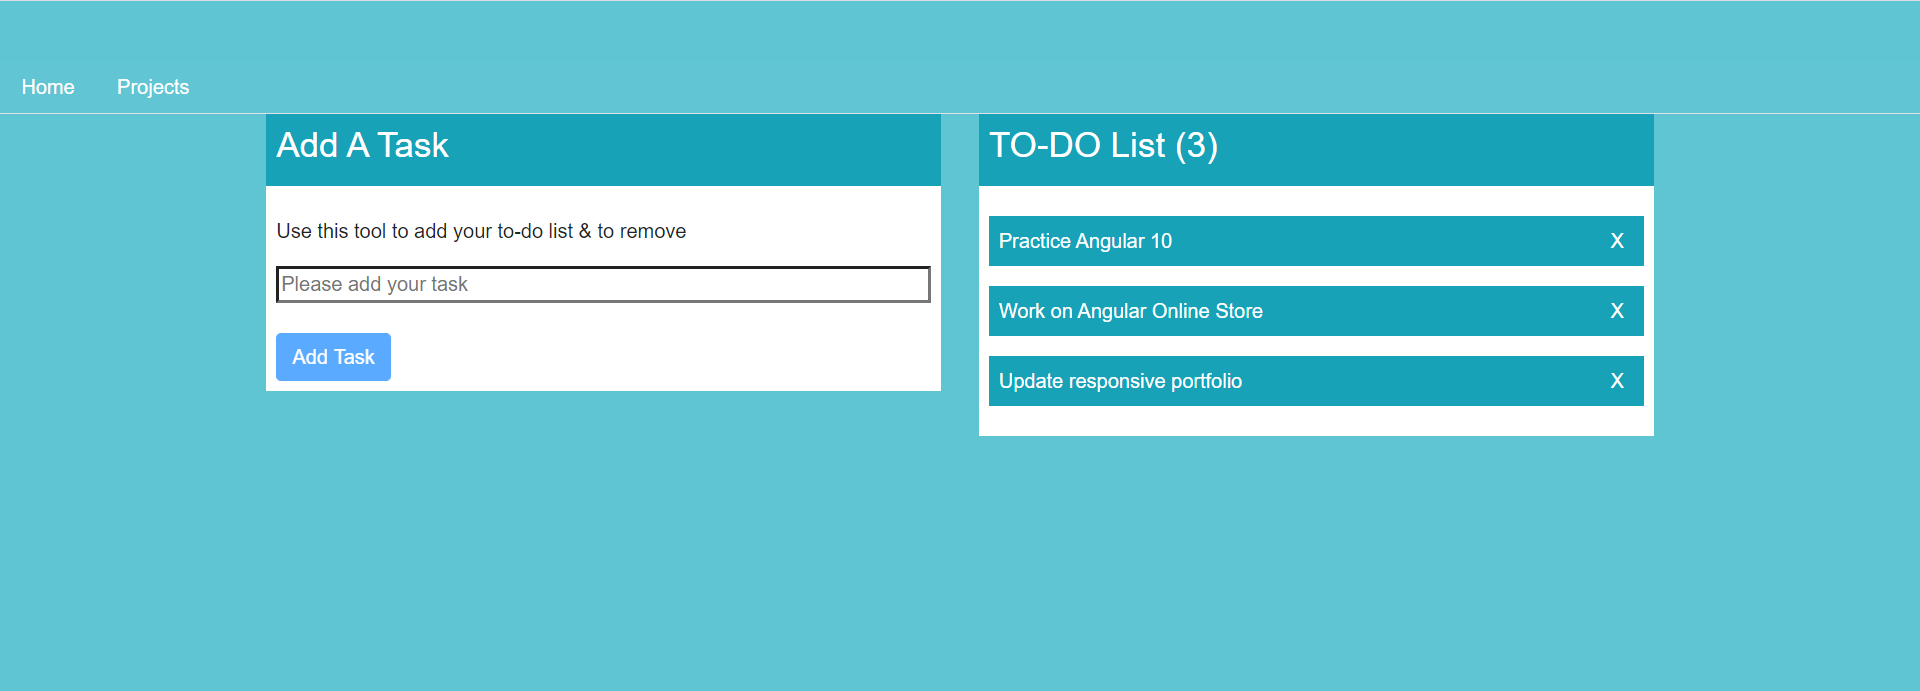 Home Projects
Add A Task
Use this tool to add your to-do list & to remove
Please add your task
Add Task
TO-DO List (3)
Practice Angular 10 X
Work on Angular Online Store X
Update responsive portfolio X